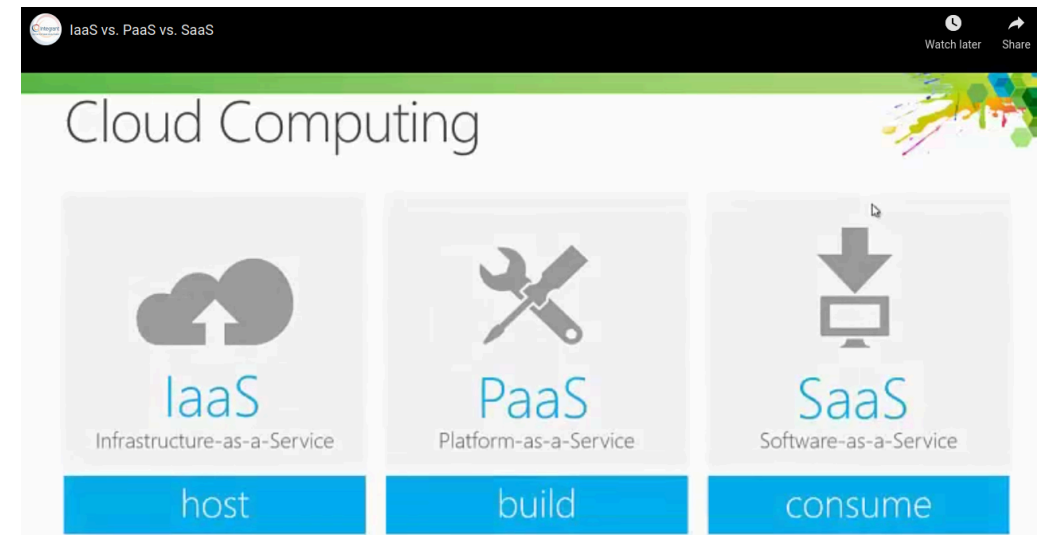 IaaS vs. PaaS vs. SaaS
Watch later
Share
Cloud Computing
IaaS
Infrastructure-as-a-Service
host
PaaS
Platform-as-a-Service
build
SaaS
Software-as-a-Service
consume